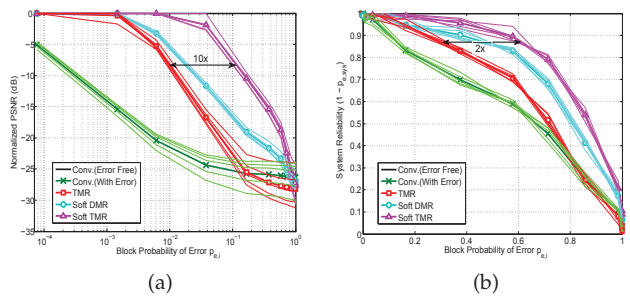 0
−5
−10
−15
−20
−25
−30
−35
Normalized PSNR (dB)
10x
Conv.(Error Free)
Conv.(With Error)
TMR
Soft DMR
Soft TMR
10⁻⁴
10⁻³
10⁻²
10⁻¹
10⁰
Block Probability of Error p_e,i
(a)
0.9
0.8
0.7
0.6
0.5
0.4
0.3
0.2
0.1
0
System Reliability (1 − p_e,sys)
2x
Conv.(Error Free)
Conv.(With Error)
TMR
Soft DMR
Soft TMR
0
0.2
0.4
0.6
0.8
1
Block Probability of Error p_e,i
(b)